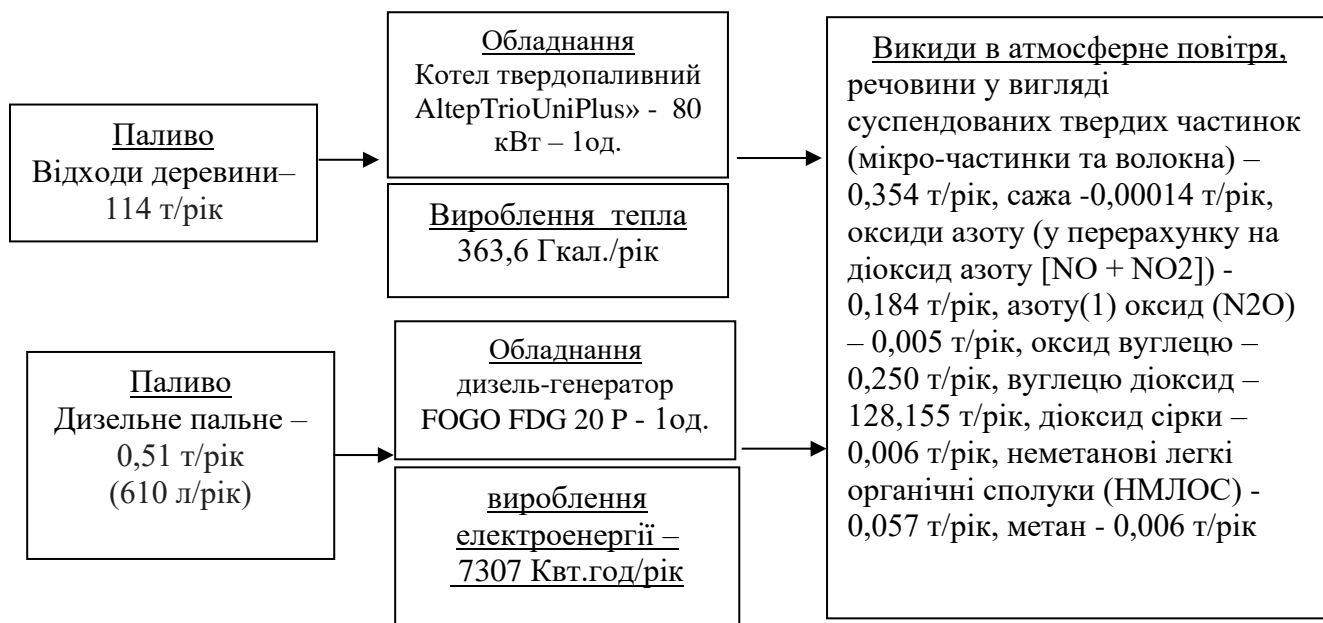 Паливо
Відходи деревини–
114 т/рік
Обладнання
Котел твердопаливний
AltepTrioUniPlus» - 80
кВт – 1од.
Вироблення тепла
363,6 Гкал./рік
Паливо
Дизельне пальне –
0,51 т/рік
(610 л/рік)
Обладнання
дизель-генератор
FOGO FDG 20 P - 1од.
вироблення
електроенергії –
7307 Квт.год/рік
Викиди в атмосферне повітря,
речовини у вигляді
суспендованих твердих частинок
(мікро-частинки та волокна) –
0,354 т/рік, сажа -0,00014 т/рік,
оксиди азоту (у перерахунку на
діоксид азоту [NO + NO2]) -
0,184 т/рік, азоту(1) оксид (N2O)
– 0,005 т/рік, оксид вуглецю –
0,250 т/рік, вуглецю діоксид –
128,155 т/рік, діоксид сірки –
0,006 т/рік, неметанові легкі
органічні сполуки (НМЛОС) -
0,057 т/рік, метан - 0,006 т/рік